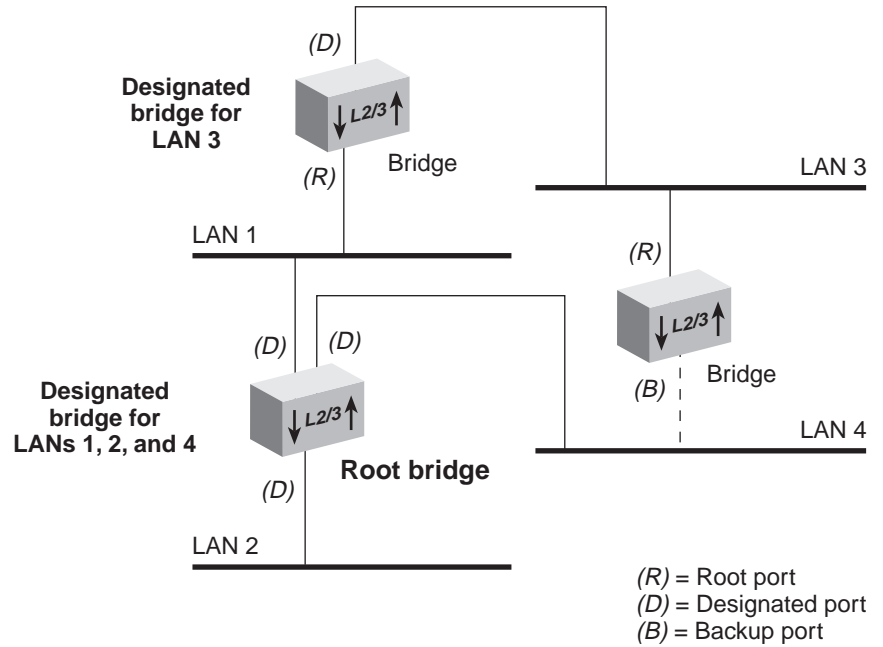 (D)
Designated
bridge for
LAN 3
L2/3
(R)
Bridge
LAN 3
LAN 1
(R)
L2/3
(D)
(D)
(B)
Bridge
Designated
bridge for
LANs 1, 2, and 4
L2/3
LAN 4
Root bridge
(D)
LAN 2
(R) = Root port
(D) = Designated port
(B) = Backup port